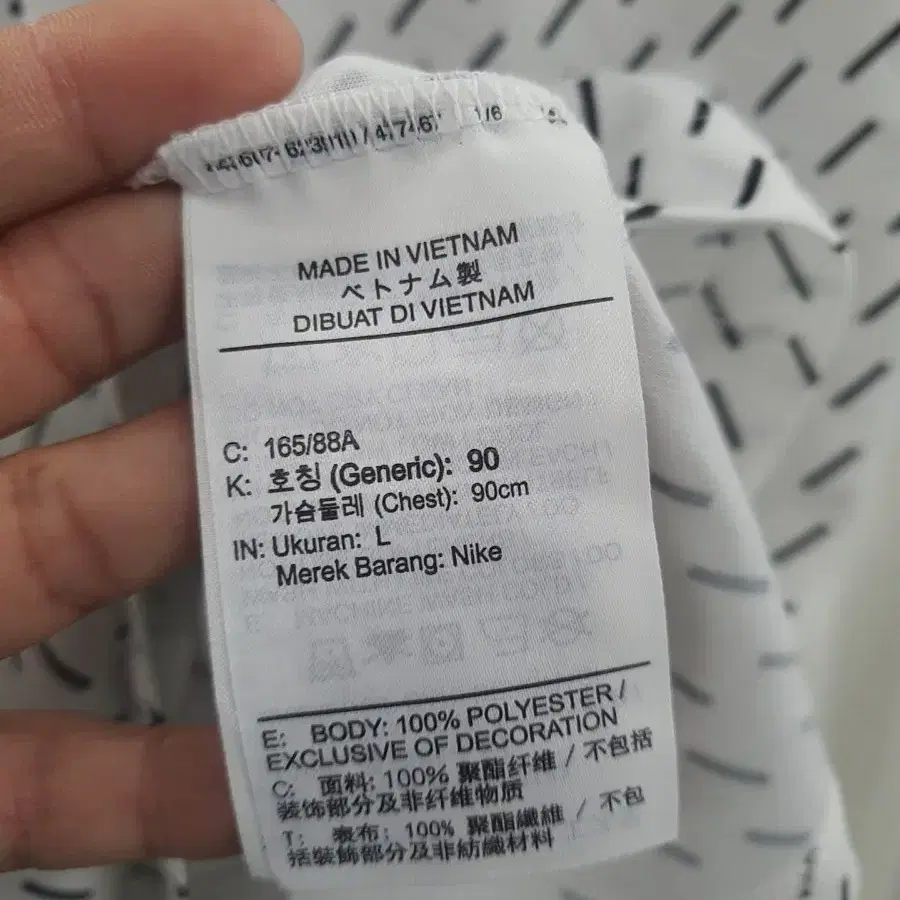 MADE IN VIETNAM
ベトナム製
DIBUAT DI VIETNAM
C: 165/88A
K: 호칭 (Generic): 90
가슴둘레 (Chest): 90cm
IN: Ukuran: L
Merek Barang: Nike
E: BODY: 100% POLYESTER /
EXCLUSIVE OF DECORATION
C: 面料: 100% 聚酯纤维 / 不包括
装饰部分及非纤维物质
T: 表布: 100% 聚酯纖維 / 不包
括裝飾部分及非紡織材料